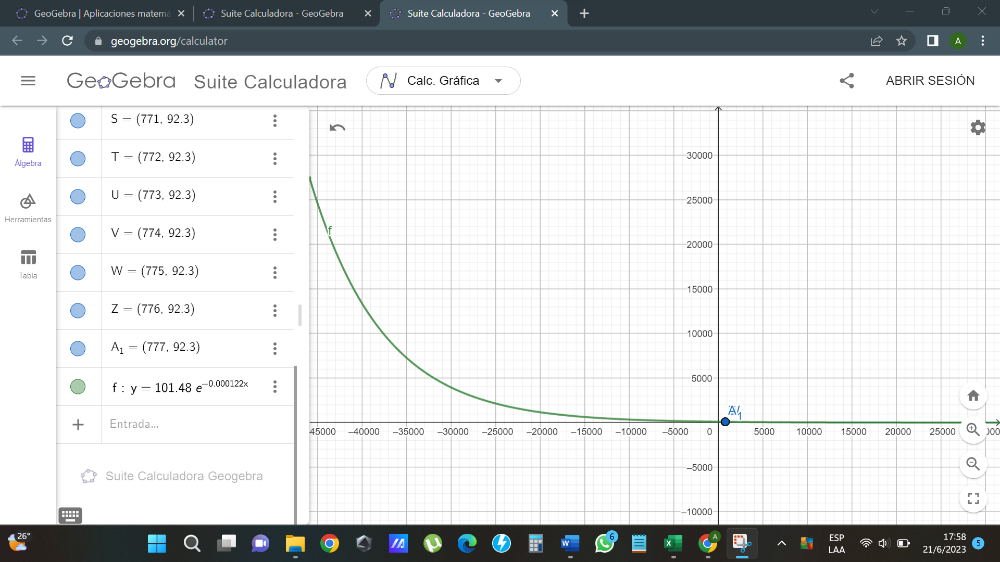 GeoGebra | Aplicaciones matemá
Suite Calculadora - GeoGebra
Suite Calculadora - GeoGebra
geogebra.org/calculator
A
GeoGebra
Suite Calculadora
Calc. Gráfica
ABRIR SESIÓN
Álgebra
Herramientas
Tabla
S = (771, 92.3)
T = (772, 92.3)
U = (773, 92.3)
V = (774, 92.3)
W = (775, 92.3)
Z = (776, 92.3)
A₁ = (777, 92.3)
f : y = 101.48 e^−0.000122x
Entrada...
Suite Calculadora Geogebra
f
30000
25000
20000
15000
10000
5000
−5000
−10000
45000 −40000 −35000 −30000 −25000 −20000 −15000 −10000 −5000 0 5000 10000 15000 20000 25000
26°
6
A
ESP
LAA
17:58
21/6/2023
5